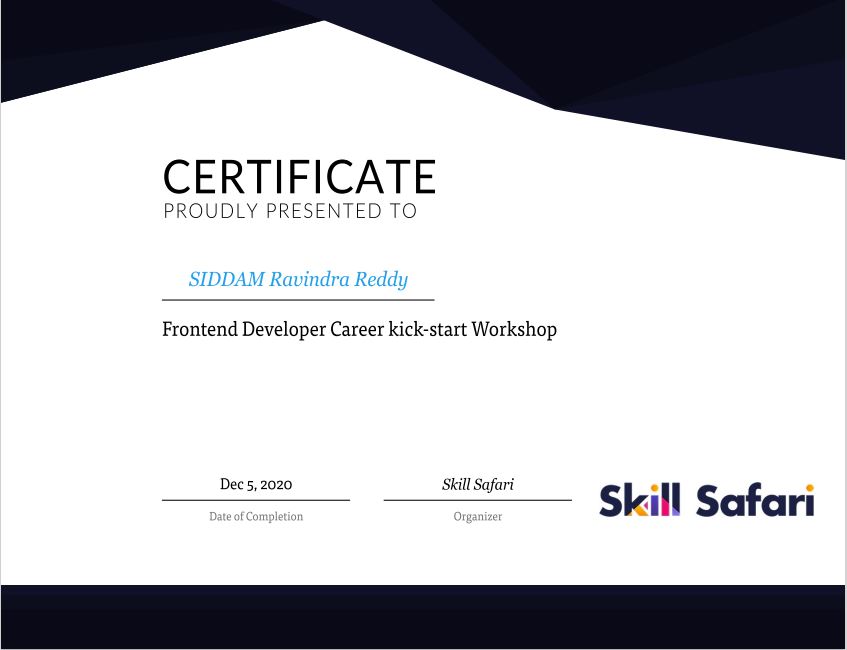 CERTIFICATE
PROUDLY PRESENTED TO
SIDDAM Ravindra Reddy
Frontend Developer Career kick-start Workshop
Dec 5, 2020
Date of Completion
Skill Safari
Organizer
Skill Safari